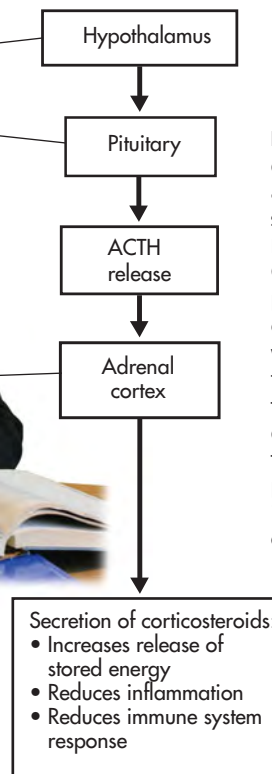 Hypothalamus
Pituitary
ACTH
release
Adrenal
cortex
Secretion of corticosteroids:
• Increases release of
stored energy
• Reduces inflammation
• Reduces immune system
response